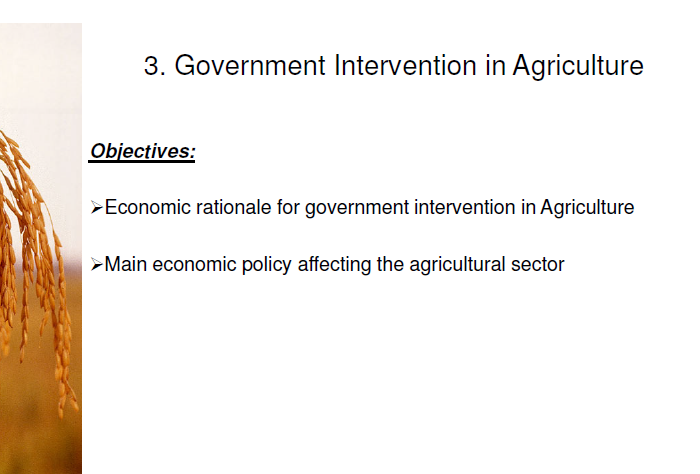 3. Government Intervention in Agriculture
Objectives:
➢Economic rationale for government intervention in Agriculture
➢Main economic policy affecting the agricultural sector